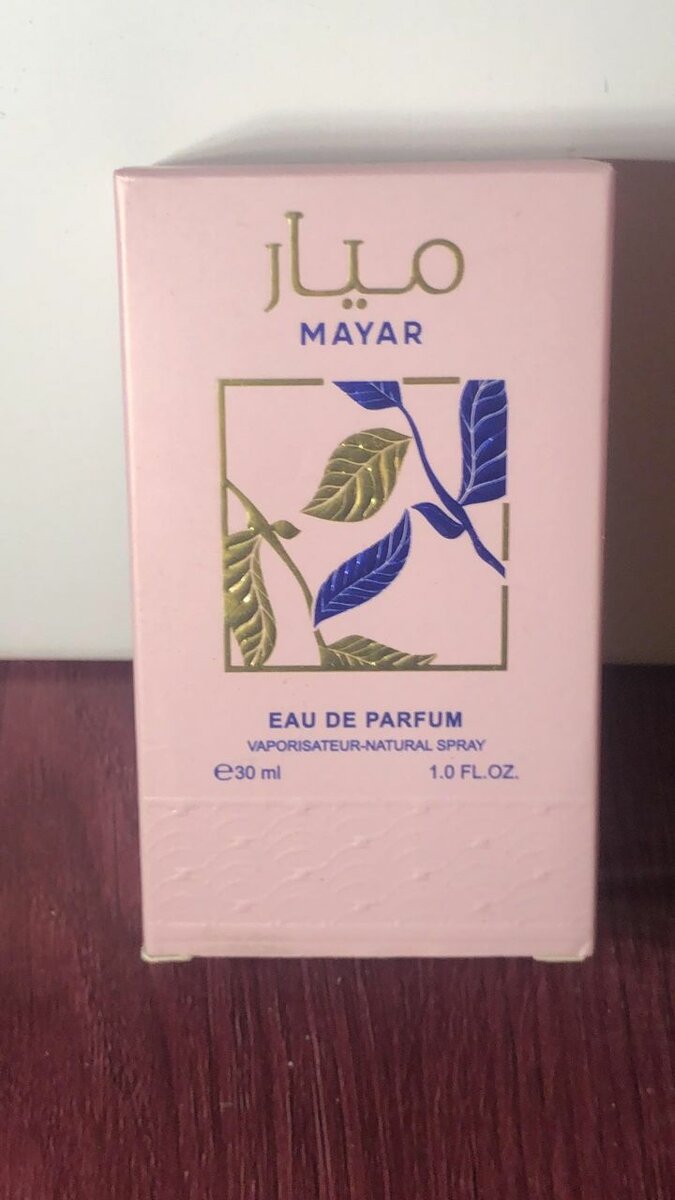 ميار
MAYAR
EAU DE PARFUM
VAPORISATEUR-NATURAL SPRAY
℮30 ml 1.0 FL.OZ.